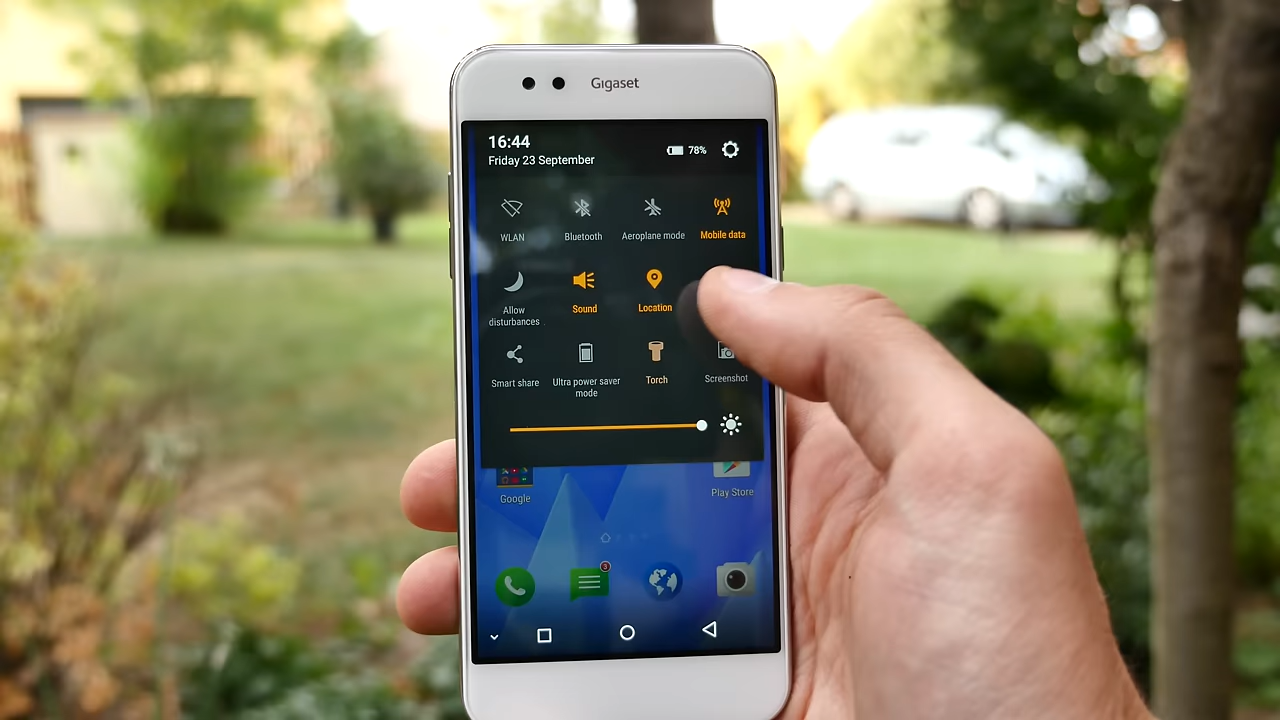 Gigaset
16:44
78%
Friday 23 September
WLAN
Bluetooth
Aeroplane mode
Mobile data
Allow
disturbances
Sound
Location
Smart share
Ultra power saver
mode
Torch
Screenshot
Google
Play Store
3